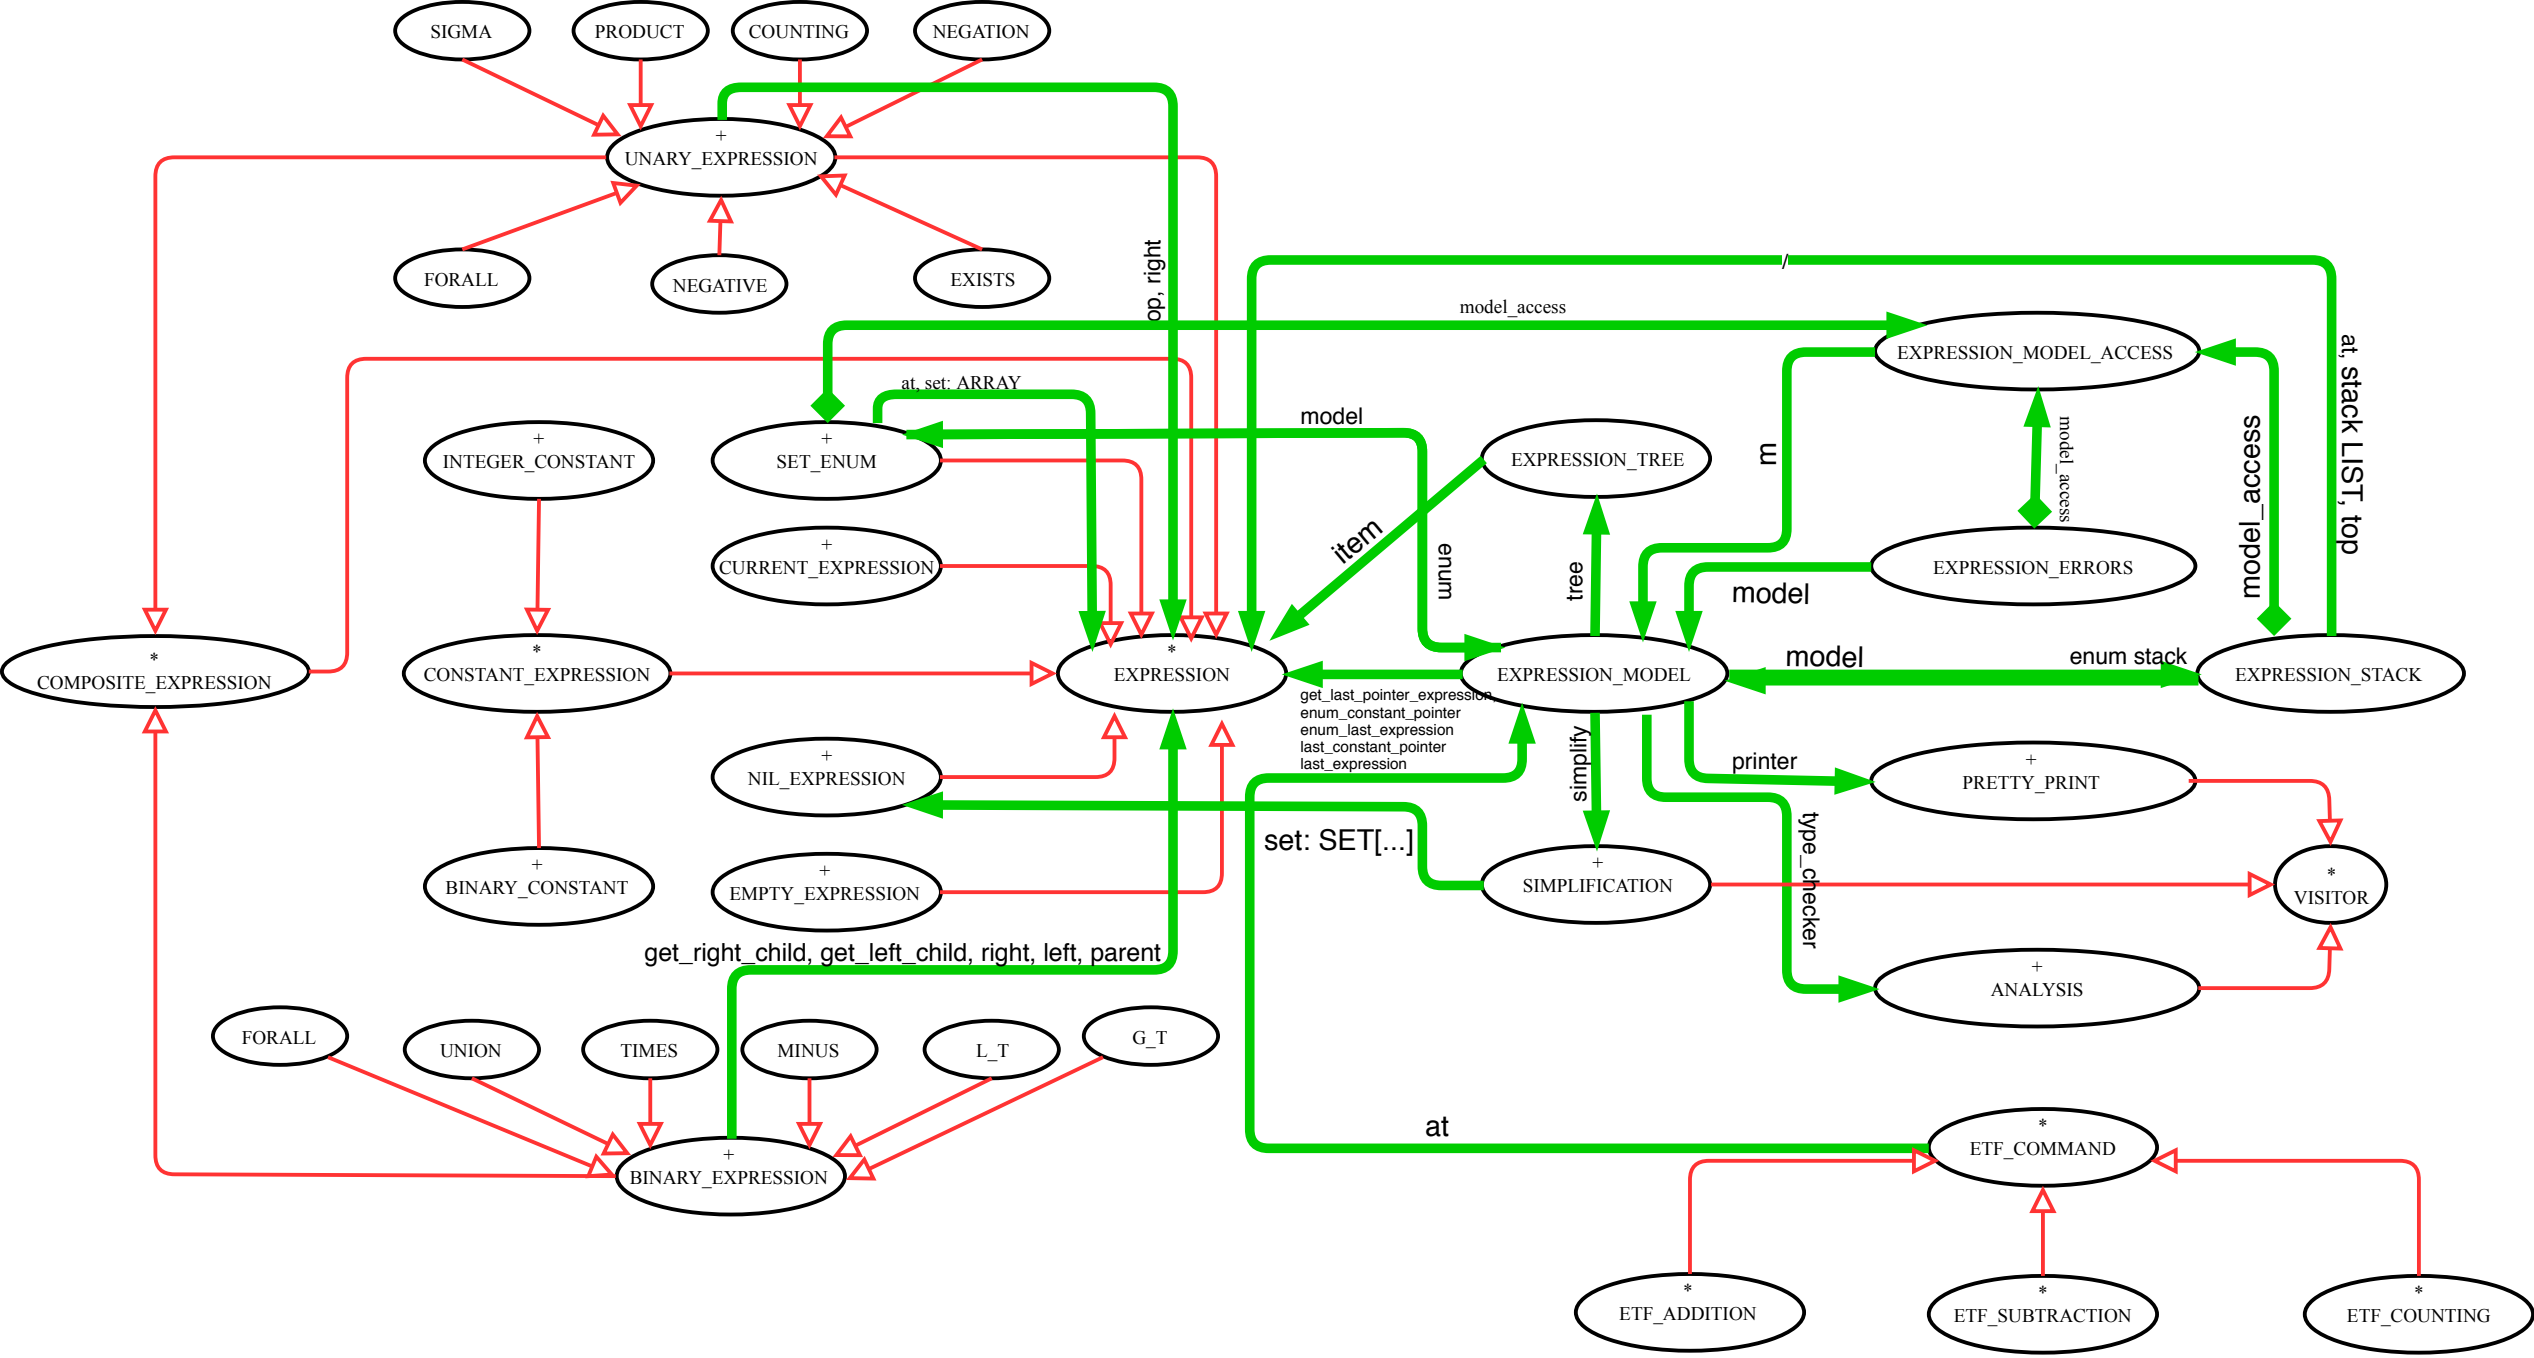 SIGMA
PRODUCT
COUNTING
NEGATION
+
UNARY_EXPRESSION
FORALL
NEGATIVE
EXISTS
op, right
/
model_access
EXPRESSION_MODEL_ACCESS
at, stack LIST, top
at, set: ARRAY
model
m
model_access
model_access
+
INTEGER_CONSTANT
+
SET_ENUM
EXPRESSION_TREE
item
enum
tree
+
CURRENT_EXPRESSION
EXPRESSION_ERRORS
model
*
COMPOSITE_EXPRESSION
*
CONSTANT_EXPRESSION
*
EXPRESSION
EXPRESSION_MODEL
model
enum stack
EXPRESSION_STACK
get_last_pointer_expression,
enum_constant_pointer
enum_last_expression
last_constant_pointer
last_expression
simplify
printer
+
NIL_EXPRESSION
+
PRETTY_PRINT
set: SET[...]
type_checker
+
BINARY_CONSTANT
+
EMPTY_EXPRESSION
+
SIMPLIFICATION
*
VISITOR
get_right_child, get_left_child, right, left, parent
+
ANALYSIS
FORALL
UNION
TIMES
MINUS
L_T
G_T
at
+
BINARY_EXPRESSION
*
ETF_COMMAND
*
ETF_ADDITION
*
ETF_SUBTRACTION
*
ETF_COUNTING